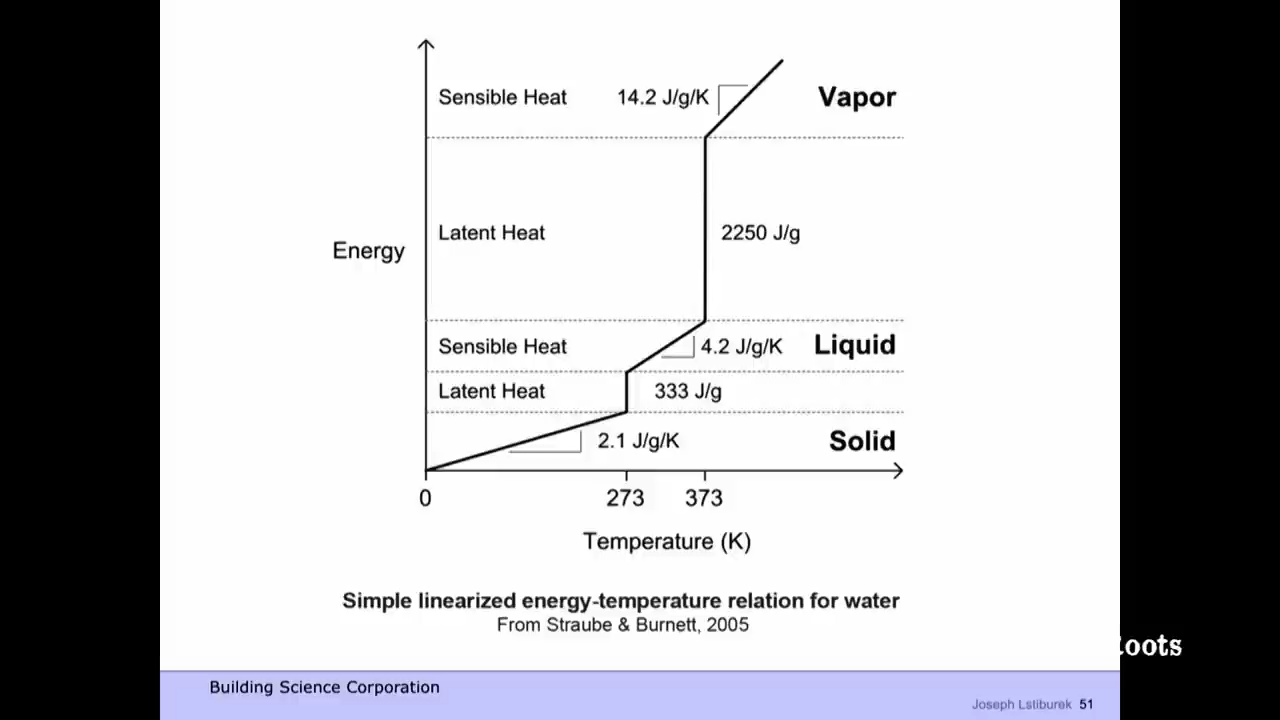 Sensible Heat 14.2 J/g/K Vapor
Latent Heat 2250 J/g
Energy
Sensible Heat 4.2 J/g/K Liquid
Latent Heat 333 J/g
2.1 J/g/K Solid
0 273 373
Temperature (K)
Simple linearized energy-temperature relation for water
From Straube & Burnett, 2005
Building Science Corporation
Joseph Lstiburek 51